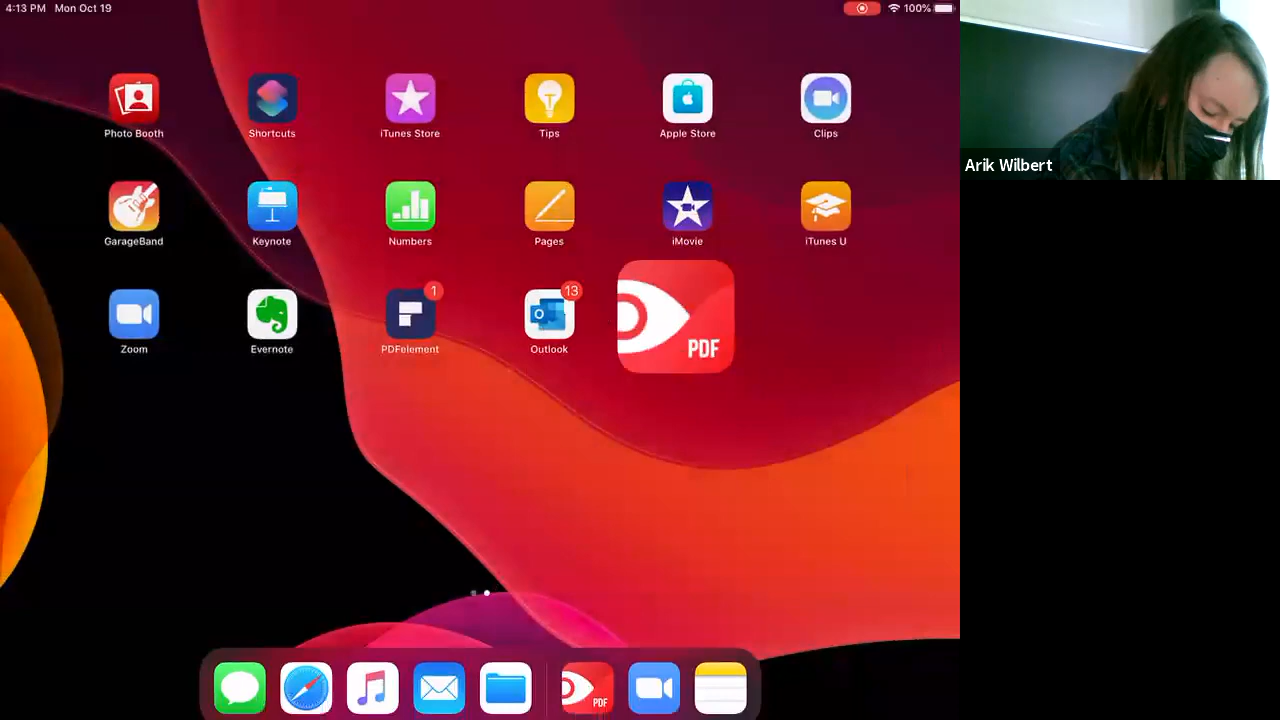 4:13 PM Mon Oct 19 100%
Photo Booth Shortcuts iTunes Store Tips Apple Store Clips
Arik Wilbert
GarageBand Keynote Numbers Pages iMovie iTunes U
1 13
PDF
Zoom Evernote PDFelement Outlook
PDF